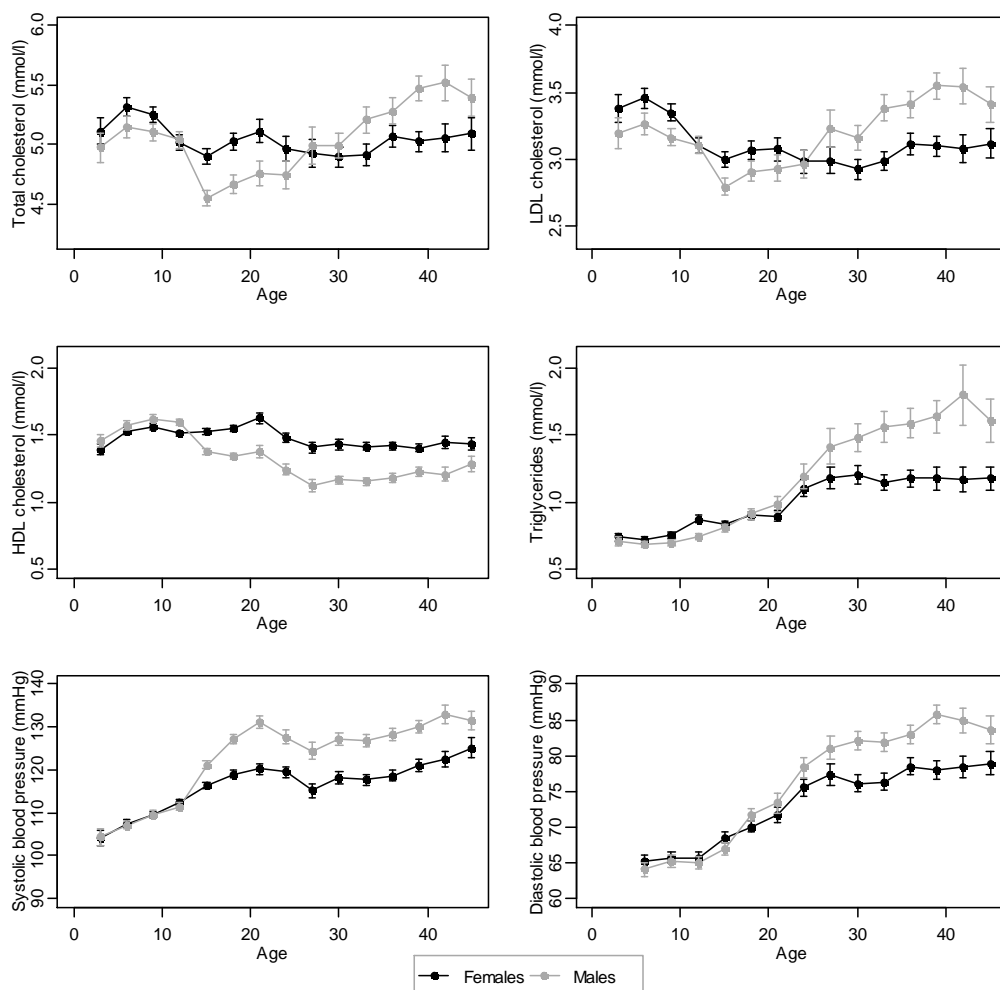 Total cholesterol (mmol/l)
6.0
5.5
5.0
4.5
0 10 20 30 40
Age
LDL cholesterol (mmol/l)
4.0
3.5
3.0
2.5
0 10 20 30 40
Age
HDL cholesterol (mmol/l)
2.0
1.5
1.0
0.5
0 10 20 30 40
Age
Triglycerides (mmol/l)
2.0
1.5
1.0
0.5
0 10 20 30 40
Age
Systolic blood pressure (mmHg)
140
130
120
110
100
90
0 10 20 30 40
Age
Diastolic blood pressure (mmHg)
90
85
80
75
70
65
60
0 10 20 30 40
Age
Females Males